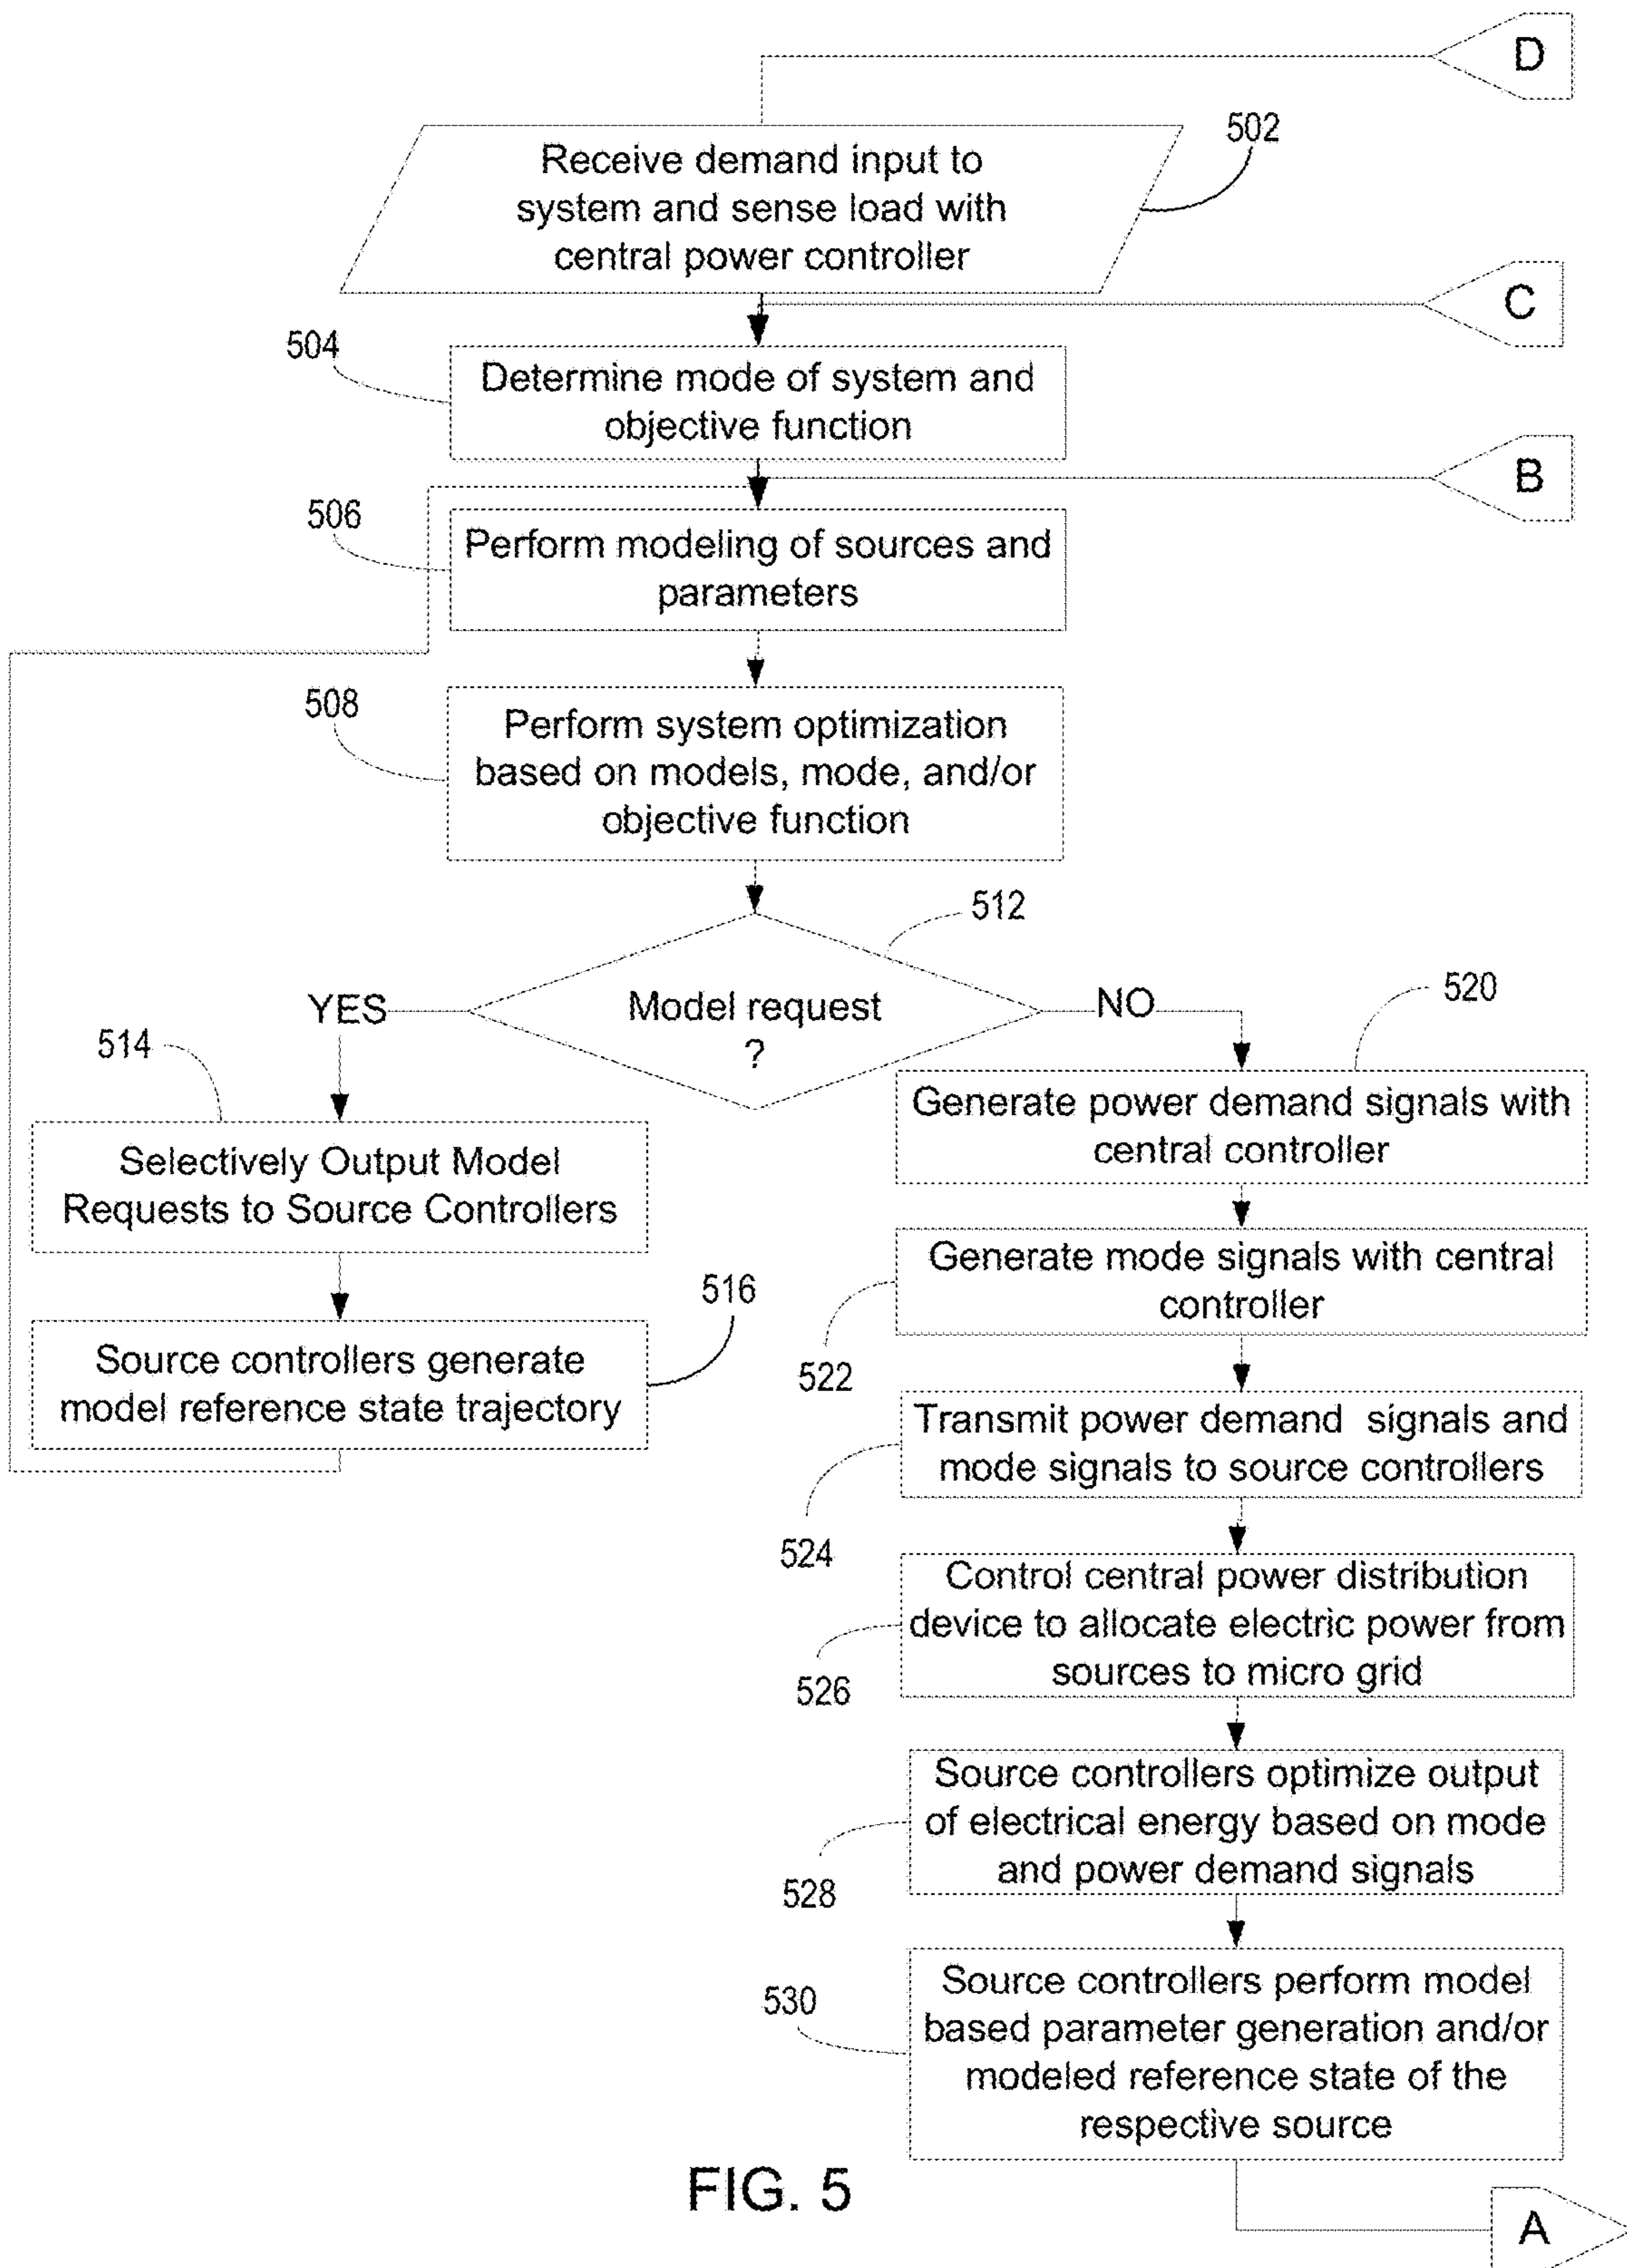 D
502
Receive demand input to
system and sense load with
central power controller
C
504
Determine mode of system and
objective function
B
506
Perform modeling of sources and
parameters
508
Perform system optimization
based on models, mode, and/or
objective function
512
Model request
?
YES
NO
514
Selectively Output Model
Requests to Source Controllers
516
Source controllers generate
model reference state trajectory
520
Generate power demand signals with
central controller
522
Generate mode signals with central
controller
524
Transmit power demand signals and
mode signals to source controllers
526
Control central power distribution
device to allocate electric power from
sources to micro grid
528
Source controllers optimize output
of electrical energy based on mode
and power demand signals
530
Source controllers perform model
based parameter generation and/or
modeled reference state of the
respective source
A
FIG. 5